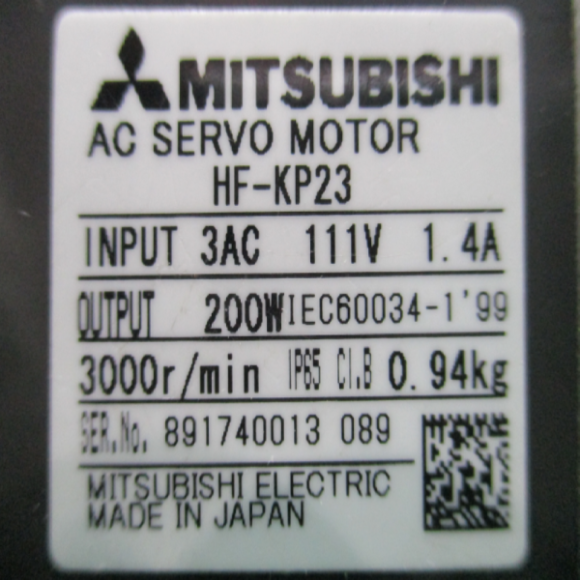 MITSUBISHI
AC SERVO MOTOR
HF-KP23
INPUT 3AC 111V 1.4A
OUTPUT 200W IEC60034-1'99
3000r/min IP65 Cl.B 0.94kg
SER.No. 891740013 089
MITSUBISHI ELECTRIC
MADE IN JAPAN